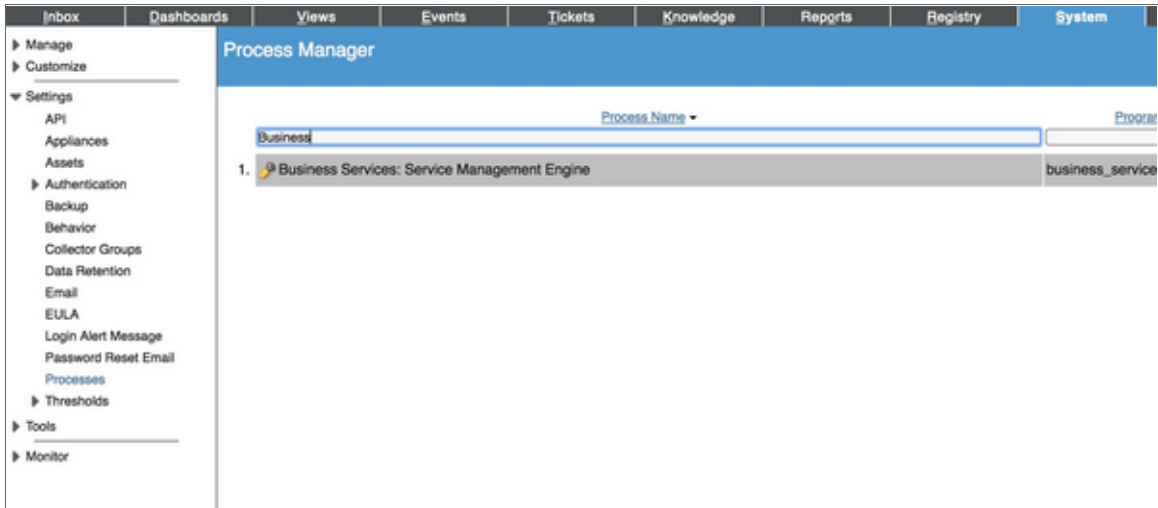 Inbox Dashboards Views Events Tickets Knowledge Reports Registry System
Manage
Customize
Settings
API
Appliances
Assets
Authentication
Backup
Behavior
Collector Groups
Data Retention
Email
EULA
Login Alert Message
Password Reset Email
Processes
Thresholds
Tools
Monitor
Process Manager
Process Name Program
Business
1. Business Services: Service Management Engine business_service